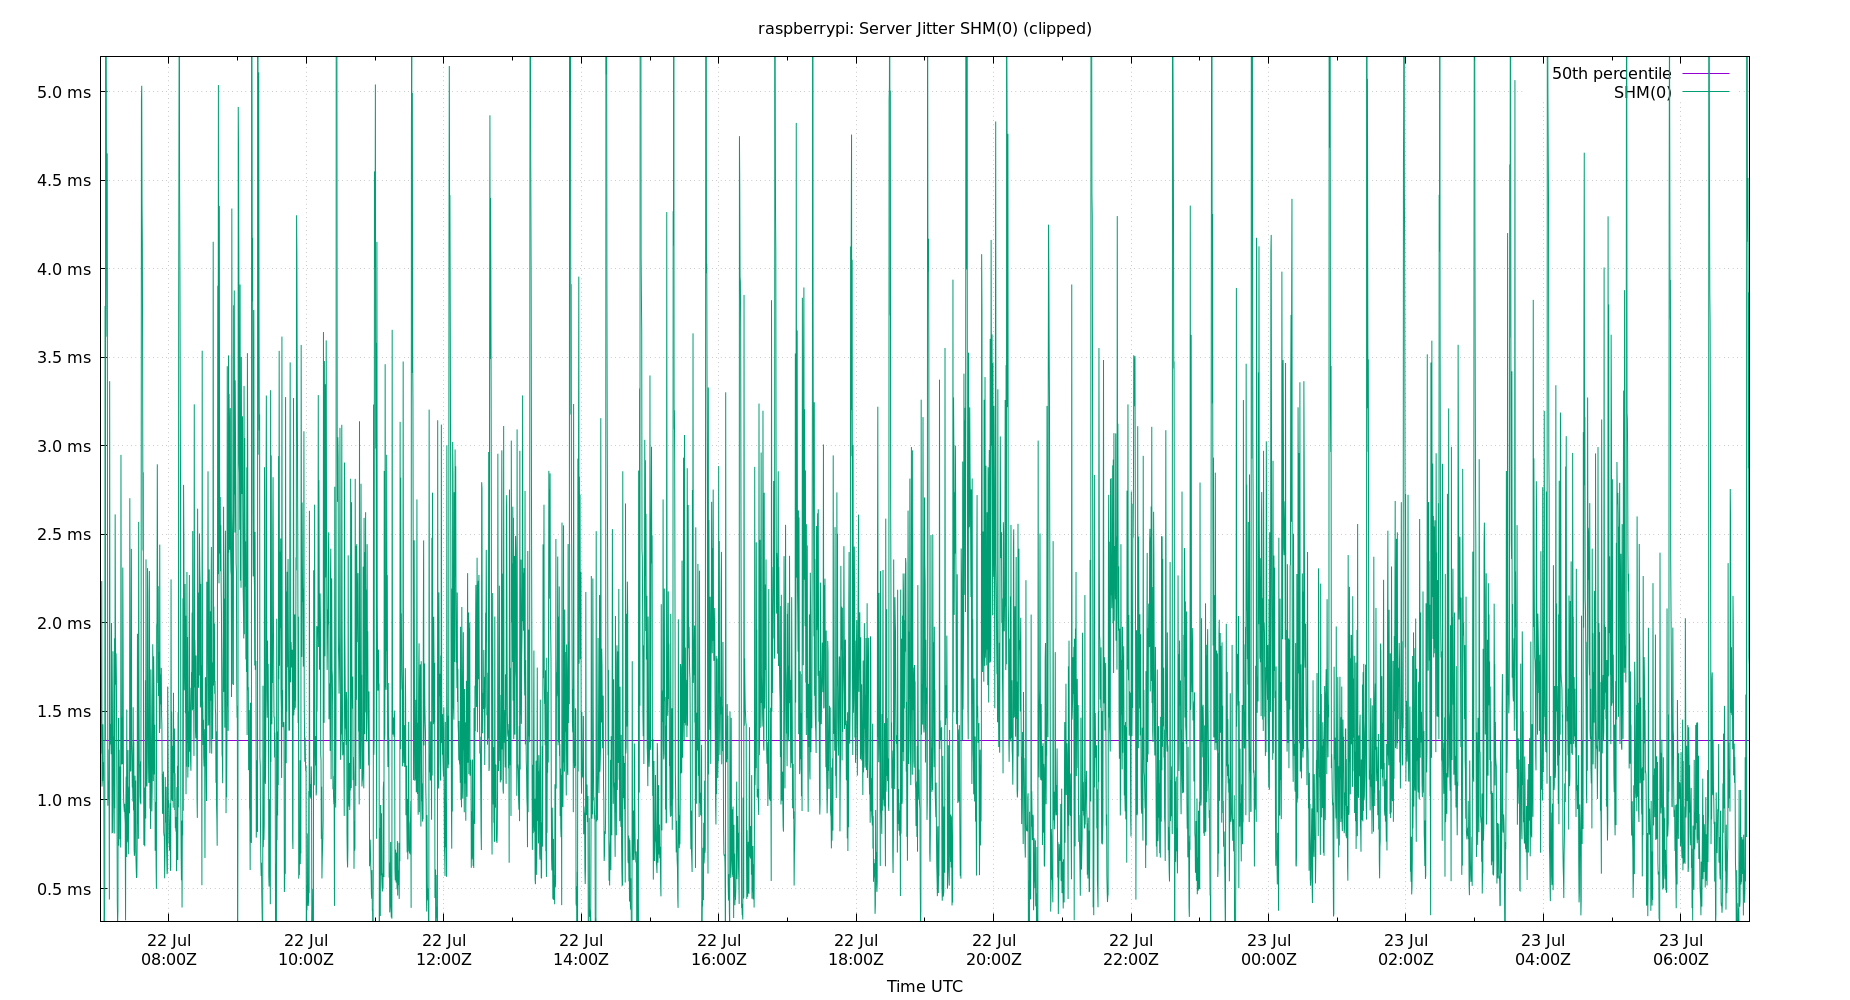 raspberrypi: Server Jitter SHM(0) (clipped)
50th percentile
SHM(0)
5.0 ms
4.5 ms
4.0 ms
3.5 ms
3.0 ms
2.5 ms
2.0 ms
1.5 ms
1.0 ms
0.5 ms
22 Jul 22 Jul 22 Jul 22 Jul 22 Jul 22 Jul 22 Jul 22 Jul 23 Jul 23 Jul 23 Jul 23 Jul
08:00Z 10:00Z 12:00Z 14:00Z 16:00Z 18:00Z 20:00Z 22:00Z 00:00Z 02:00Z 04:00Z 06:00Z
Time UTC